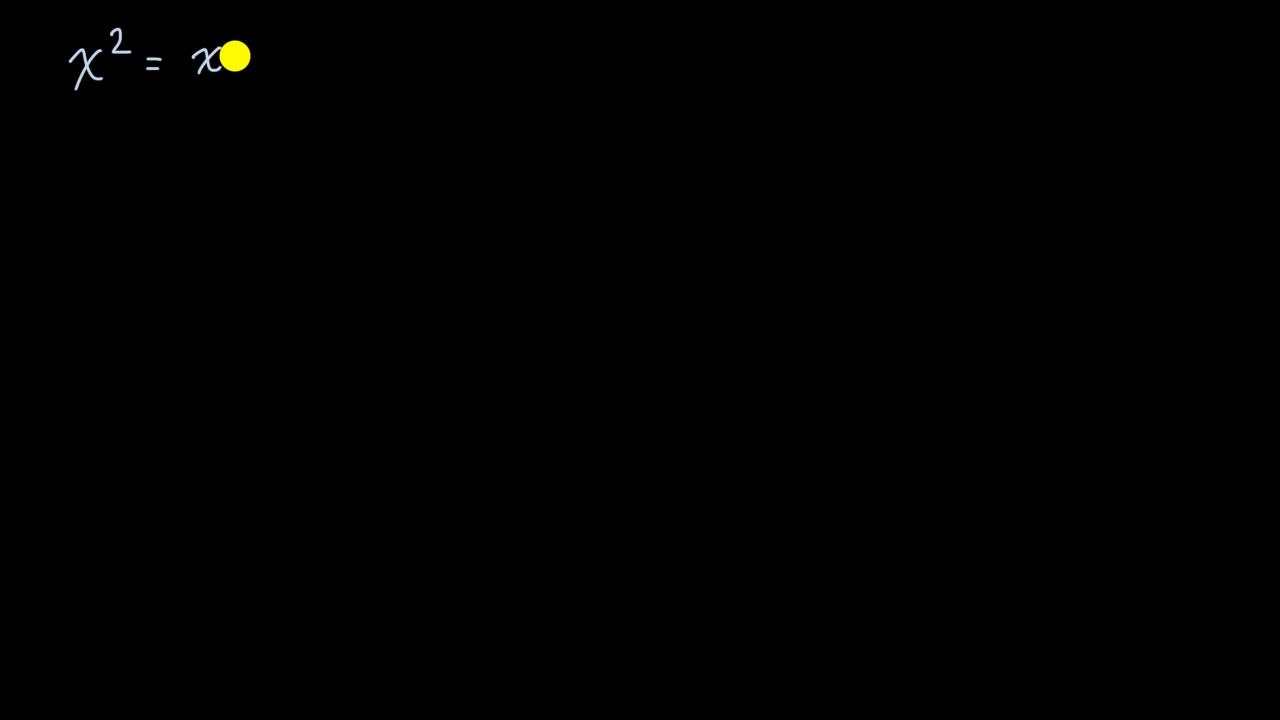 x² = x